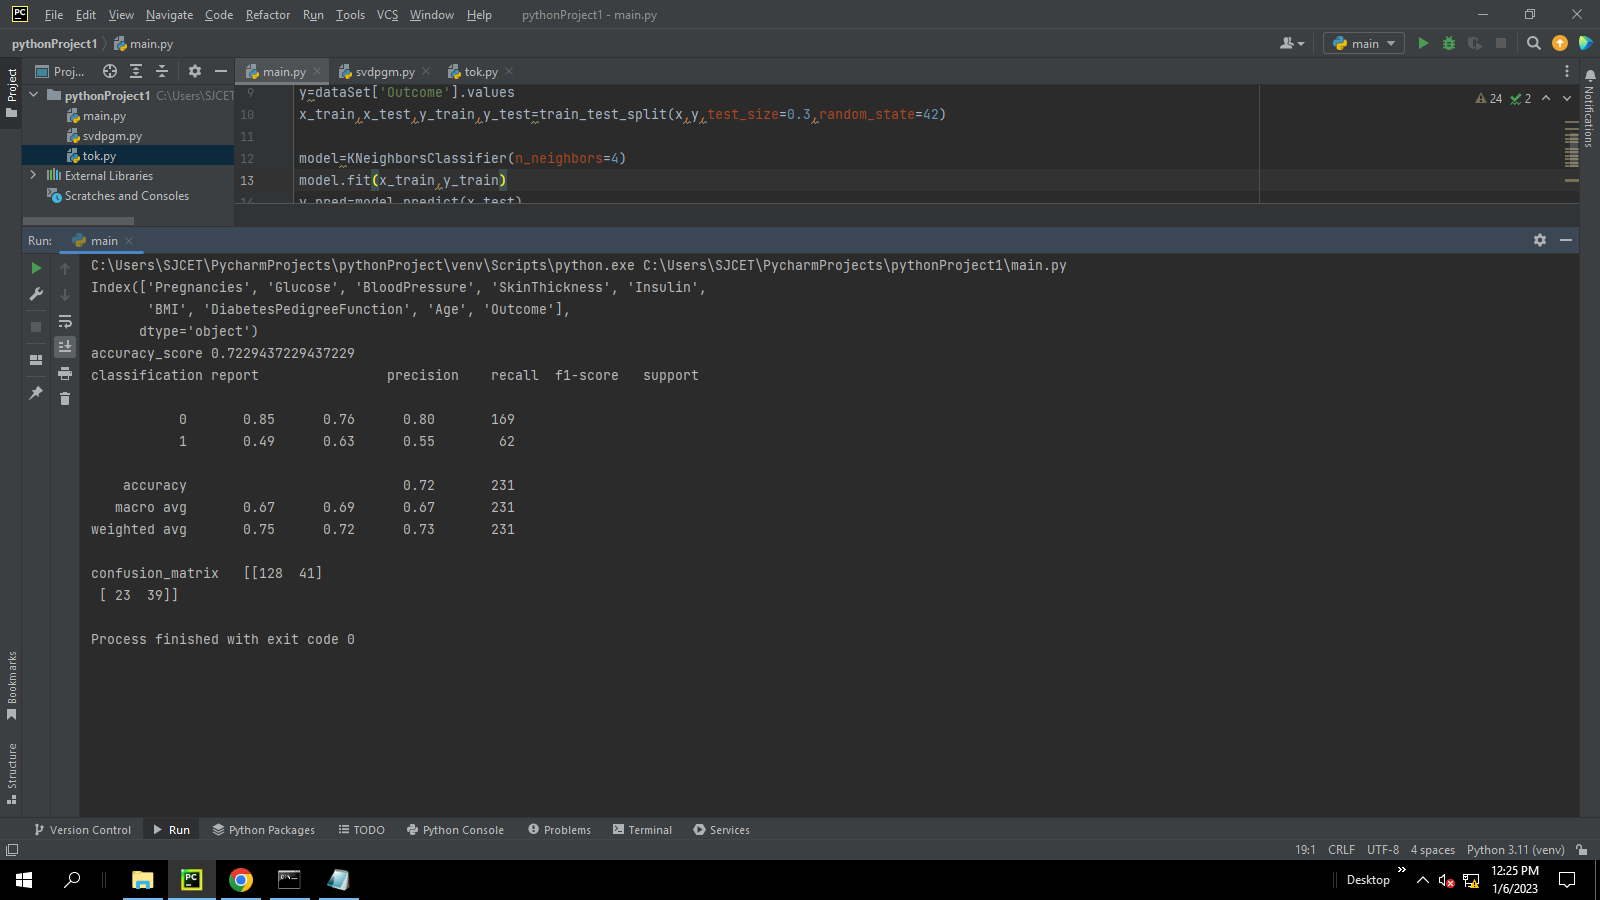 PC File Edit View Navigate Code Refactor Run Tools VCS Window Help pythonProject1 - main.py
pythonProject1 main.py main
Project Proj... main.py svdpgm.py tok.py
pythonProject1 C:\Users\SJCET
main.py
svdpgm.py
tok.py
External Libraries
Scratches and Consoles
9 y=dataSet['Outcome'].values
10 x_train,x_test,y_train,y_test=train_test_split(x,y,test_size=0.3,random_state=42)
11
12 model=KNeighborsClassifier(n_neighbors=4)
13 model.fit(x_train,y_train)
14 y_pred=model.predict(x_test)
24 2
Notifications
Run: main
C:\Users\SJCET\PycharmProjects\pythonProject\venv\Scripts\python.exe C:\Users\SJCET\PycharmProjects\pythonProject1\main.py
Index(['Pregnancies', 'Glucose', 'BloodPressure', 'SkinThickness', 'Insulin',
'BMI', 'DiabetesPedigreeFunction', 'Age', 'Outcome'],
dtype='object')
accuracy_score 0.7229437229437229
classification report precision recall f1-score support
0 0.85 0.76 0.80 169
1 0.49 0.63 0.55 62
accuracy 0.72 231
macro avg 0.67 0.69 0.67 231
weighted avg 0.75 0.72 0.73 231
confusion_matrix [[128 41]
[ 23 39]]
Process finished with exit code 0
Bookmarks
Structure
Version Control Run Python Packages TODO Python Console Problems Terminal Services
19:1 CRLF UTF-8 4 spaces Python 3.11 (venv)
PC Desktop 12:25 PM
1/6/2023